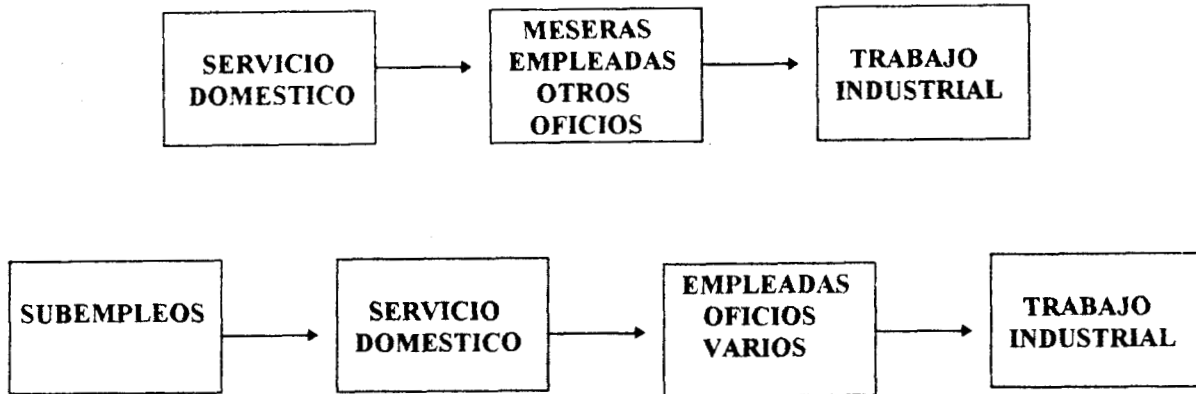 SERVICIO
DOMESTICO
MESERAS
EMPLEADAS
OTROS
OFICIOS
TRABAJO
INDUSTRIAL
SUBEMPLEOS
SERVICIO
DOMESTICO
EMPLEADAS
OFICIOS
VARIOS
TRABAJO
INDUSTRIAL